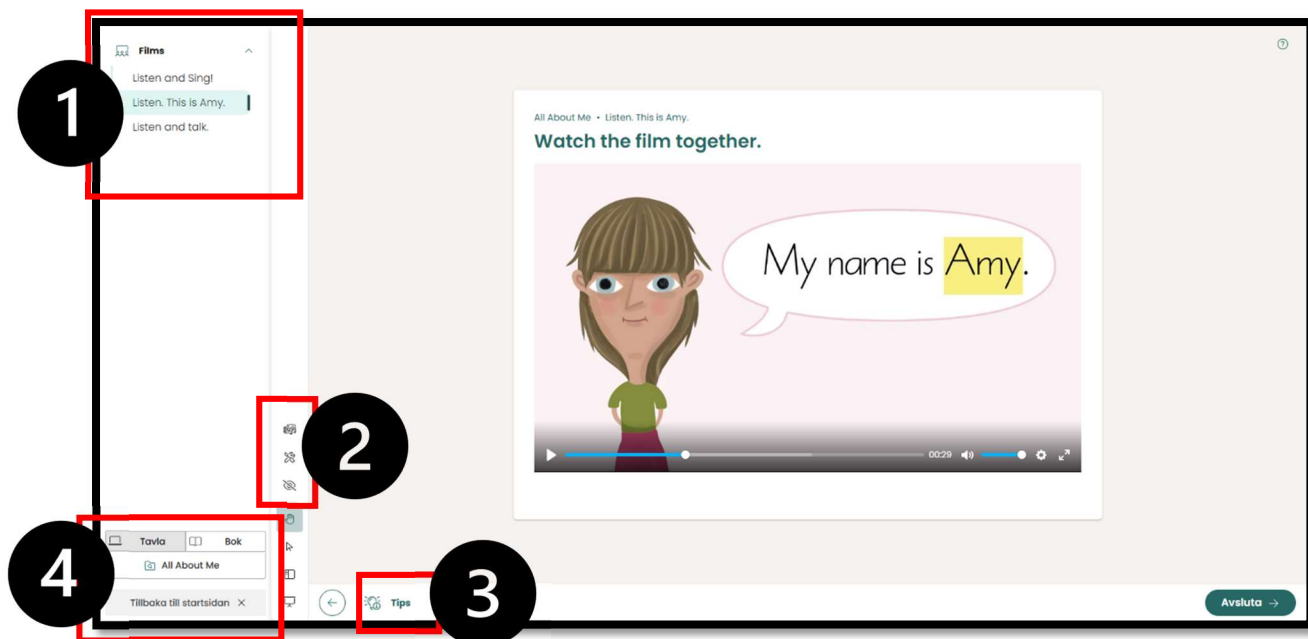 1
Films
Listen and Sing!
Listen. This is Amy.
Listen and talk.
All About Me • Listen. This is Amy.
Watch the film together.
My name is Amy.
00:29
2
4
Tavla Bok
All About Me
Tillbaka till startsidan ×
Tips
3
Avsluta →